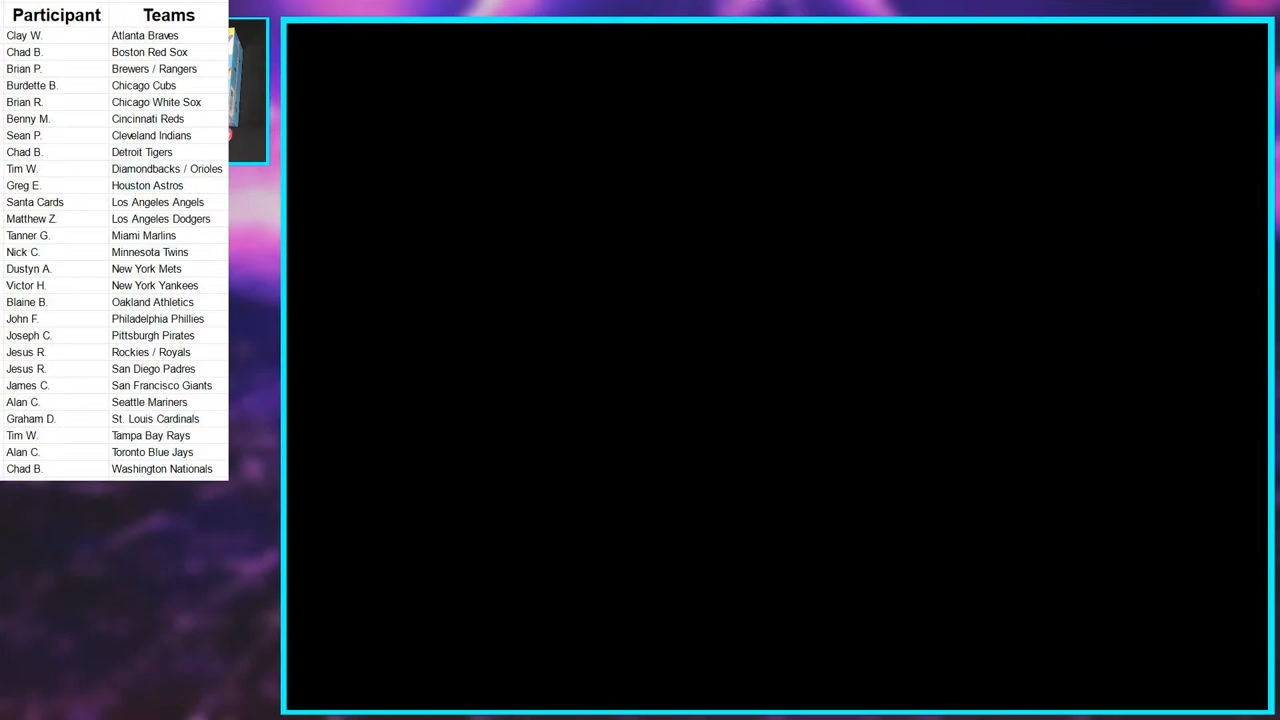 Participant Teams
Clay W. Atlanta Braves
Chad B. Boston Red Sox
Brian P. Brewers / Rangers
Burdette B. Chicago Cubs
Brian R. Chicago White Sox
Benny M. Cincinnati Reds
Sean P. Cleveland Indians
Chad B. Detroit Tigers
Tim W. Diamondbacks / Orioles
Greg E. Houston Astros
Santa Cards Los Angeles Angels
Matthew Z. Los Angeles Dodgers
Tanner G. Miami Marlins
Nick C. Minnesota Twins
Dustyn A. New York Mets
Victor H. New York Yankees
Blaine B. Oakland Athletics
John F. Philadelphia Phillies
Joseph C. Pittsburgh Pirates
Jesus R. Rockies / Royals
Jesus R. San Diego Padres
James C. San Francisco Giants
Alan C. Seattle Mariners
Graham D. St. Louis Cardinals
Tim W. Tampa Bay Rays
Alan C. Toronto Blue Jays
Chad B. Washington Nationals